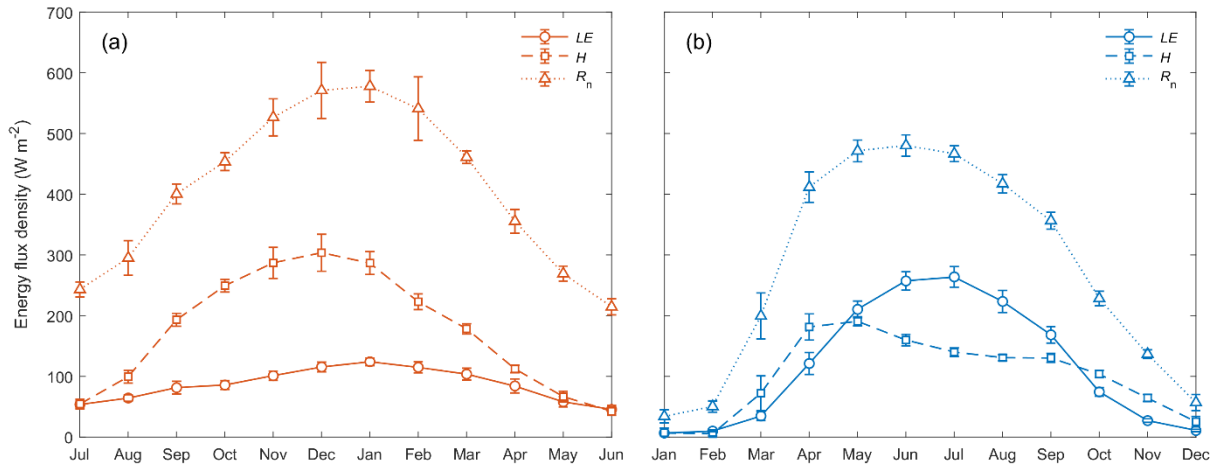 (a)
LE
H
Rn
700
600
500
400
300
200
100
0
Energy flux density (W m-2)
Jul Aug Sep Oct Nov Dec Jan Feb Mar Apr May Jun
(b)
LE
H
Rn
Jan Feb Mar Apr May Jun Jul Aug Sep Oct Nov Dec